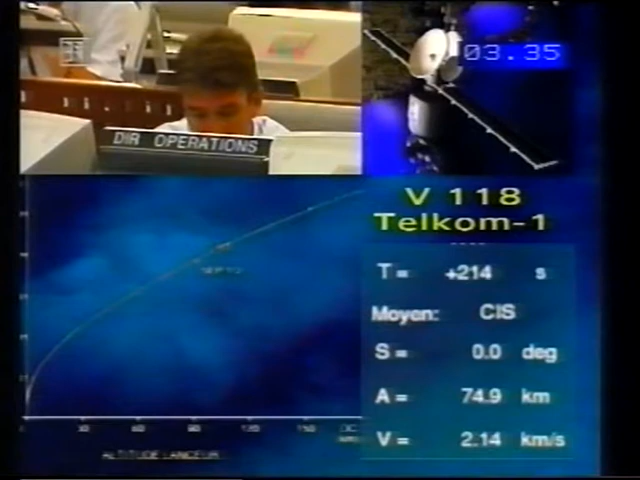 03.35
DIR OPERATIONS
V 118
Telkom-1
T= +214 s
Moyen: CIS
S= 0.0 deg
A= 74.9 km
V= 2.14 km/s
30 60 90 120 150
ALTITUDE LANCEUR